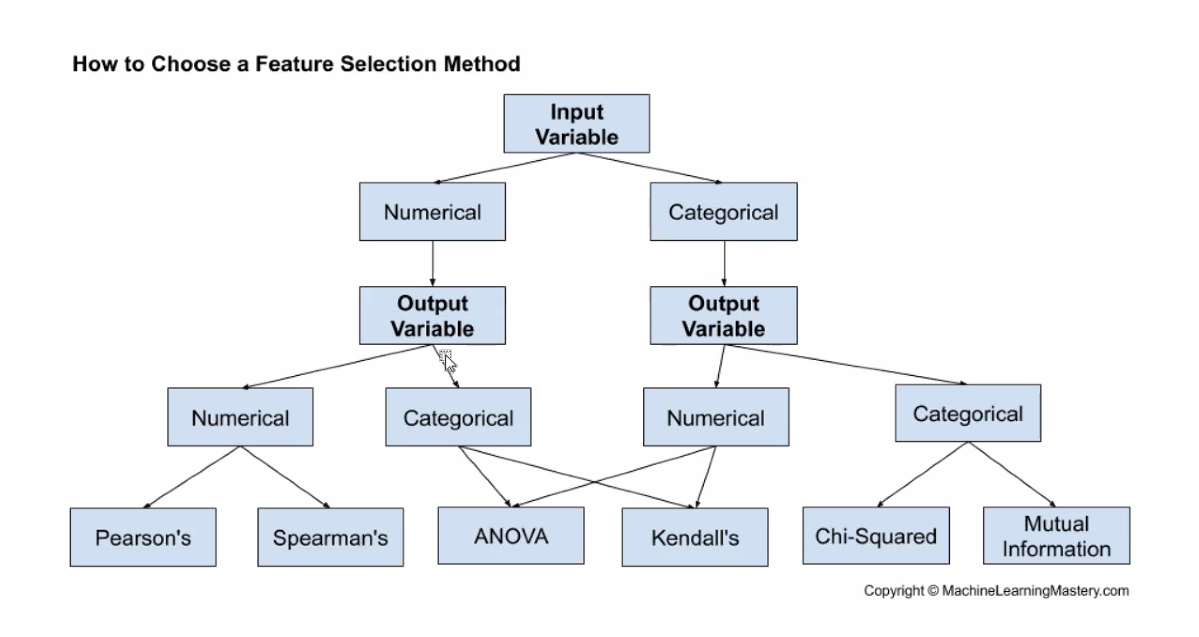 How to Choose a Feature Selection Method
Input
Variable
Numerical
Categorical
Output
Variable
Output
Variable
Numerical
Categorical
Numerical
Categorical
Pearson's
Spearman's
ANOVA
Kendall's
Chi-Squared
Mutual
Information
Copyright © MachineLearningMastery.com